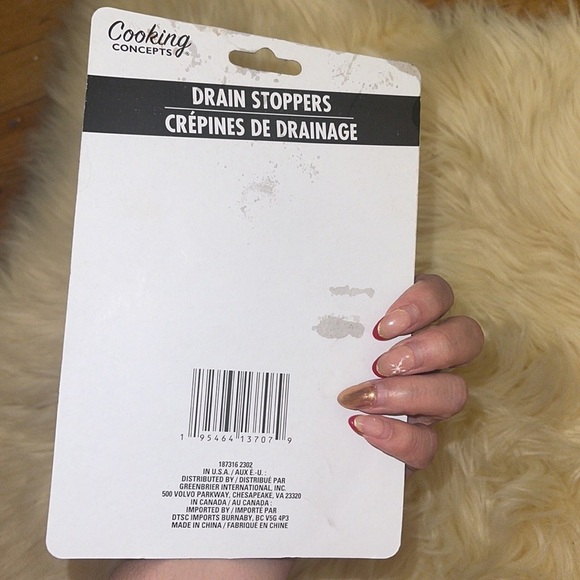 Cooking
CONCEPTS
DRAIN STOPPERS
CRÉPINES DE DRAINAGE
1 95464 13707 9
187316 2302
IN U.S.A. / AUX É.-U. :
DISTRIBUTED BY / DISTRIBUÉ PAR
GREENBRIER INTERNATIONAL, INC.
500 VOLVO PARKWAY, CHESAPEAKE, VA 23320
IN CANADA / AU CANADA :
IMPORTED BY / IMPORTÉ PAR
DTSC IMPORTS BURNABY, BC V5G 4P3
MADE IN CHINA / FABRIQUÉ EN CHINE